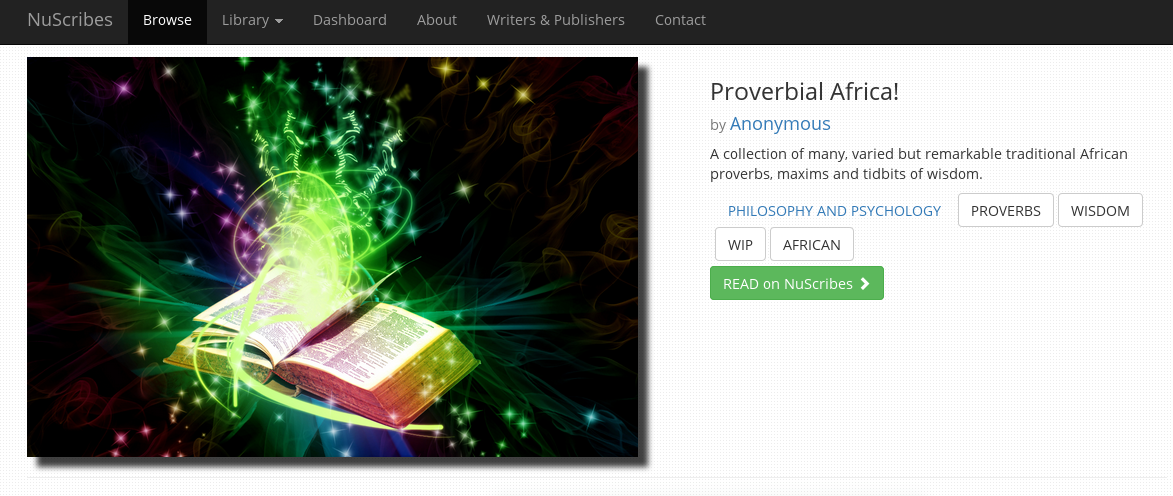 NuScribes Browse Library Dashboard About Writers & Publishers Contact
Proverbial Africa!
by Anonymous
A collection of many, varied but remarkable traditional African
proverbs, maxims and tidbits of wisdom.
PHILOSOPHY AND PSYCHOLOGY PROVERBS WISDOM
WIP AFRICAN
READ on NuScribes